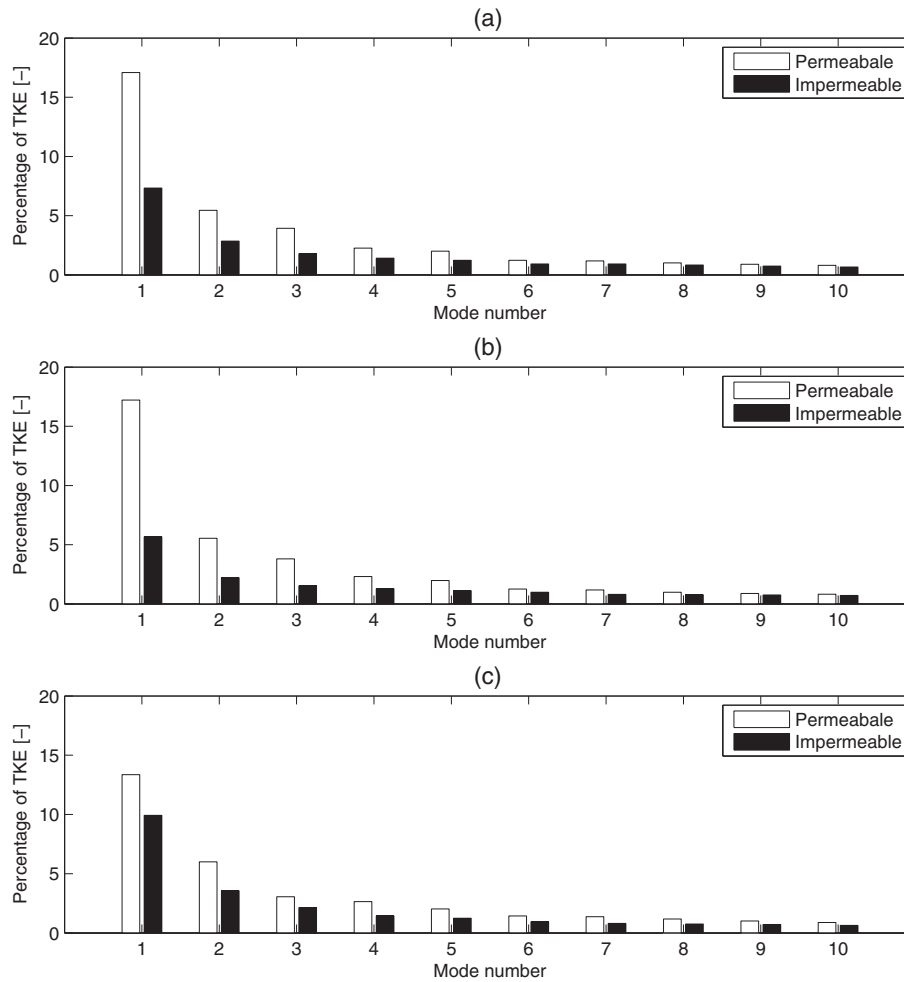 (a)
Percentage of TKE [–]
20
15
10
5
0
Permeabale
Impermeable
1 2 3 4 5 6 7 8 9 10
Mode number
(b)
Percentage of TKE [–]
20
15
10
5
0
Permeabale
Impermeable
1 2 3 4 5 6 7 8 9 10
Mode number
(c)
Percentage of TKE [–]
20
15
10
5
0
Permeabale
Impermeable
1 2 3 4 5 6 7 8 9 10
Mode number